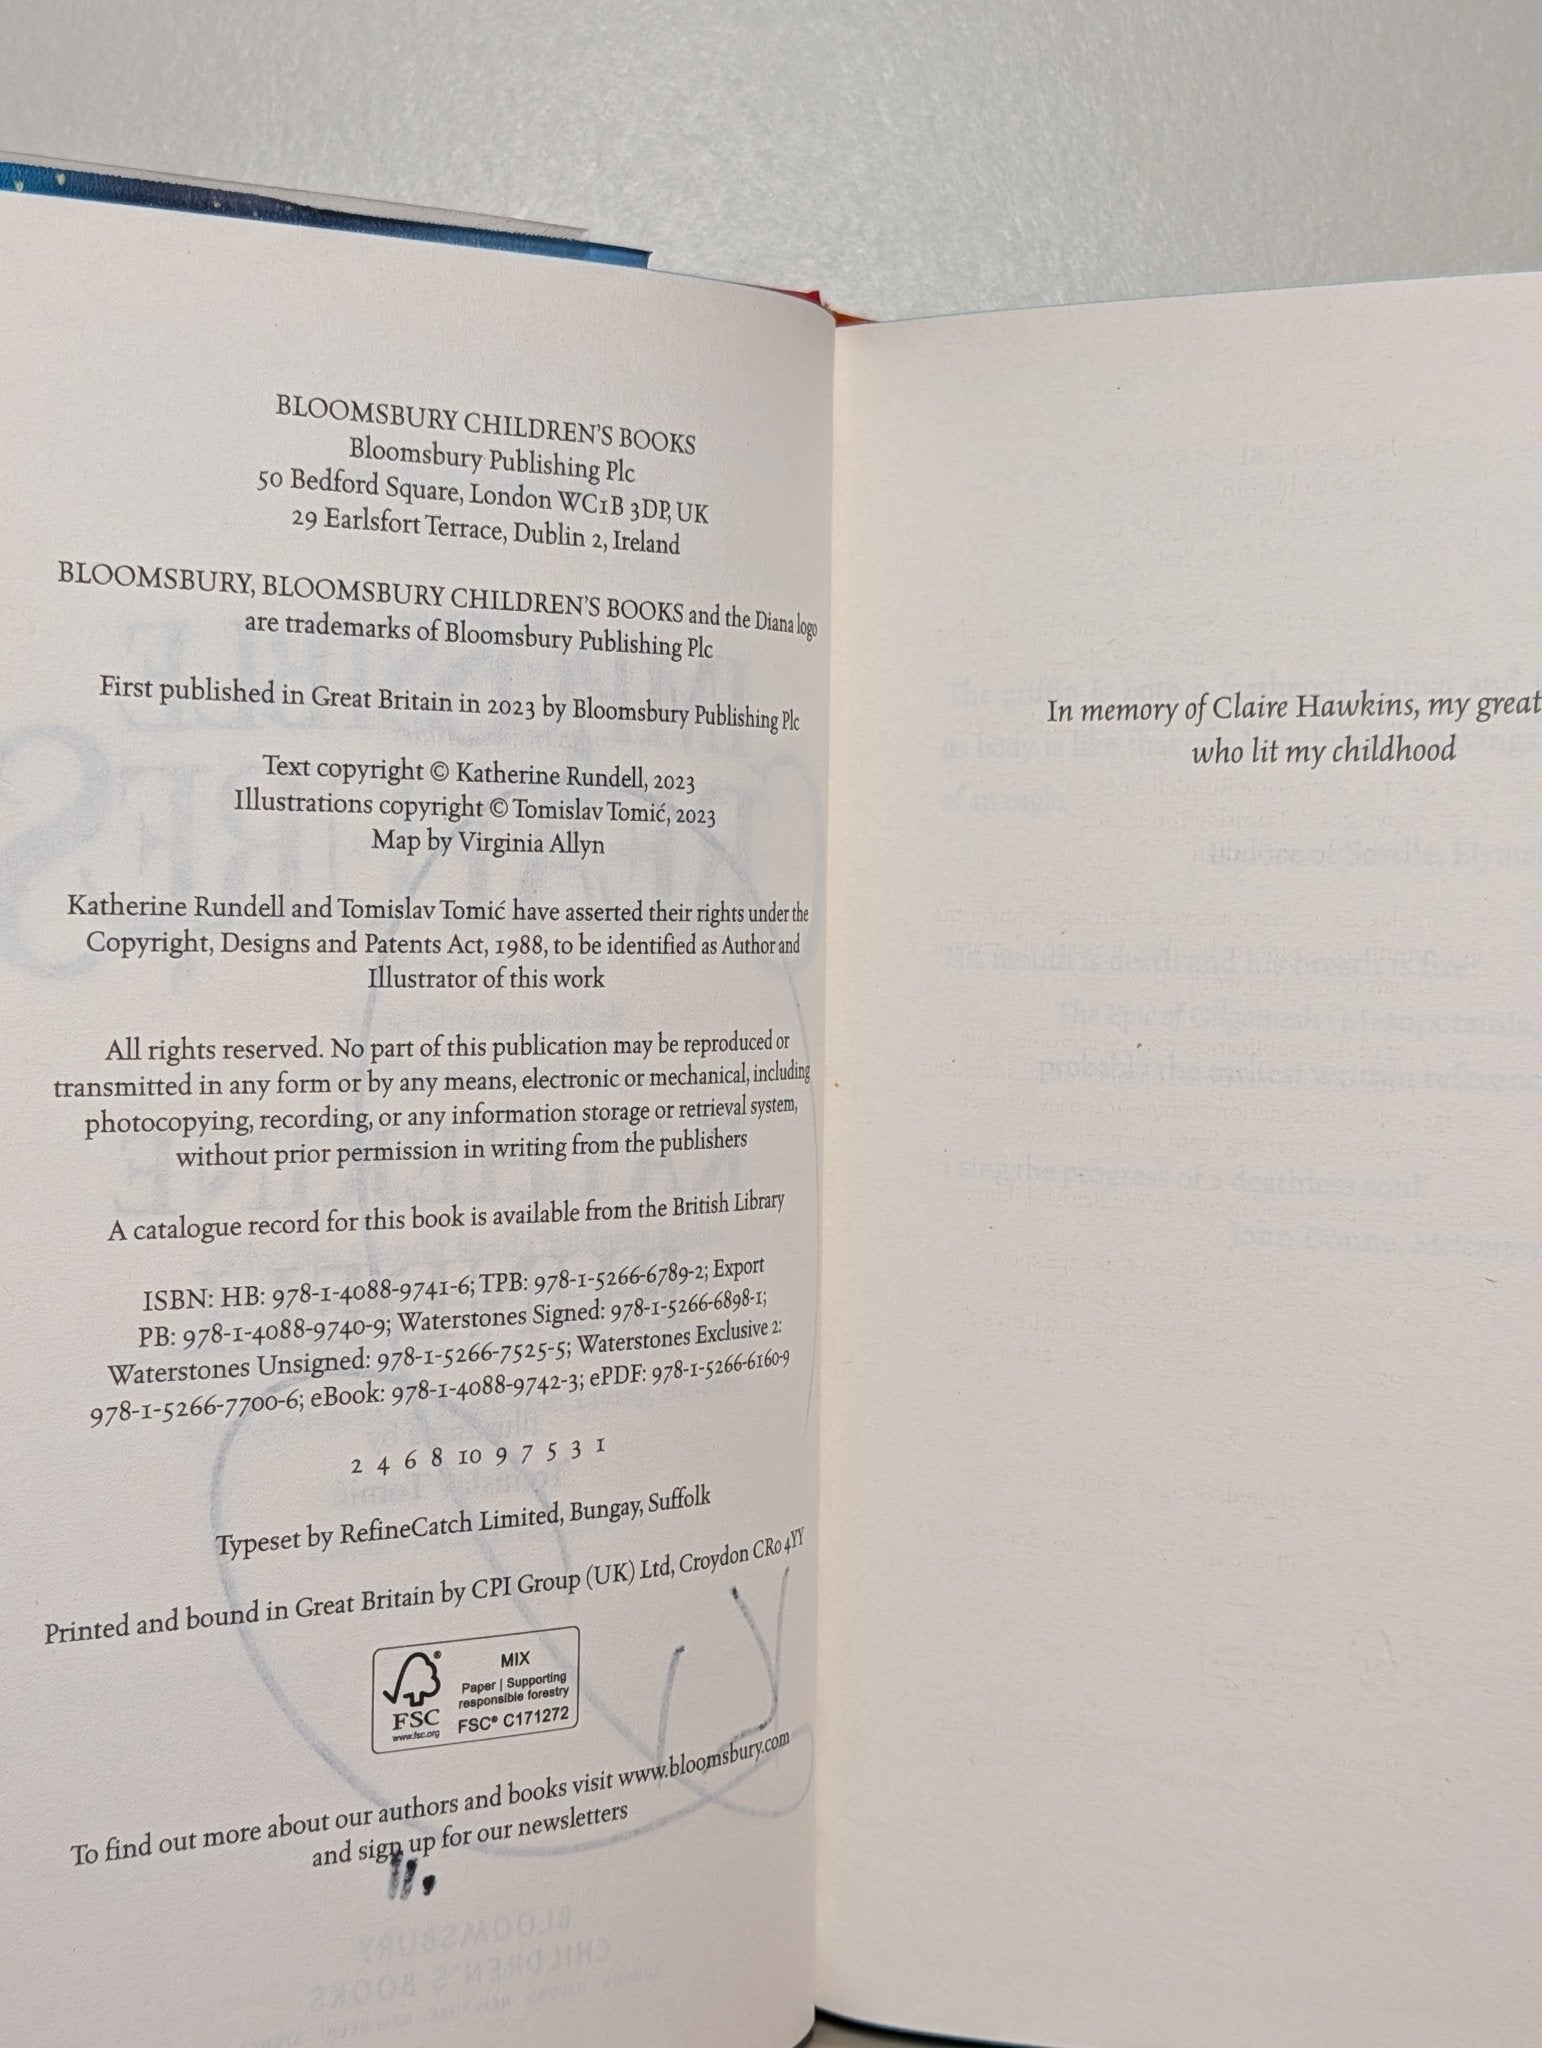 BLOOMSBURY CHILDREN'S BOOKS
Bloomsbury Publishing Plc
50 Bedford Square, London WC1B 3DP, UK
29 Earlsfort Terrace, Dublin 2, Ireland
BLOOMSBURY, BLOOMSBURY CHILDREN'S BOOKS and the Diana logo
are trademarks of Bloomsbury Publishing Plc
First published in Great Britain in 2023 by Bloomsbury Publishing Plc
Text copyright © Katherine Rundell, 2023
Illustrations copyright © Tomislav Tomić, 2023
Map by Virginia Allyn
Katherine Rundell and Tomislav Tomić have asserted their rights under the
Copyright, Designs and Patents Act, 1988, to be identified as Author and
Illustrator of this work
All rights reserved. No part of this publication may be reproduced or
transmitted in any form or by any means, electronic or mechanical, including
photocopying, recording, or any information storage or retrieval system,
without prior permission in writing from the publishers
A catalogue record for this book is available from the British Library
ISBN: HB: 978-1-4088-9741-6; TPB: 978-1-5266-6789-2; Export
PB: 978-1-4088-9740-9; Waterstones Signed: 978-1-5266-6898-1;
Waterstones Unsigned: 978-1-5266-7525-5; Waterstones Exclusive 2:
978-1-5266-7700-6; eBook: 978-1-4088-9742-3; ePDF: 978-1-5266-6160-9
2 4 6 8 10 9 7 5 3 1
Typeset by RefineCatch Limited, Bungay, Suffolk
Printed and bound in Great Britain by CPI Group (UK) Ltd, Croydon CR0 4YY
FSC
www.fsc.org
MIX
Paper | Supporting
responsible forestry
FSC® C171272
To find out more about our authors and books visit www.bloomsbury.com
and sign up for our newsletters
In memory of Claire Hawkins, my great
who lit my childhood